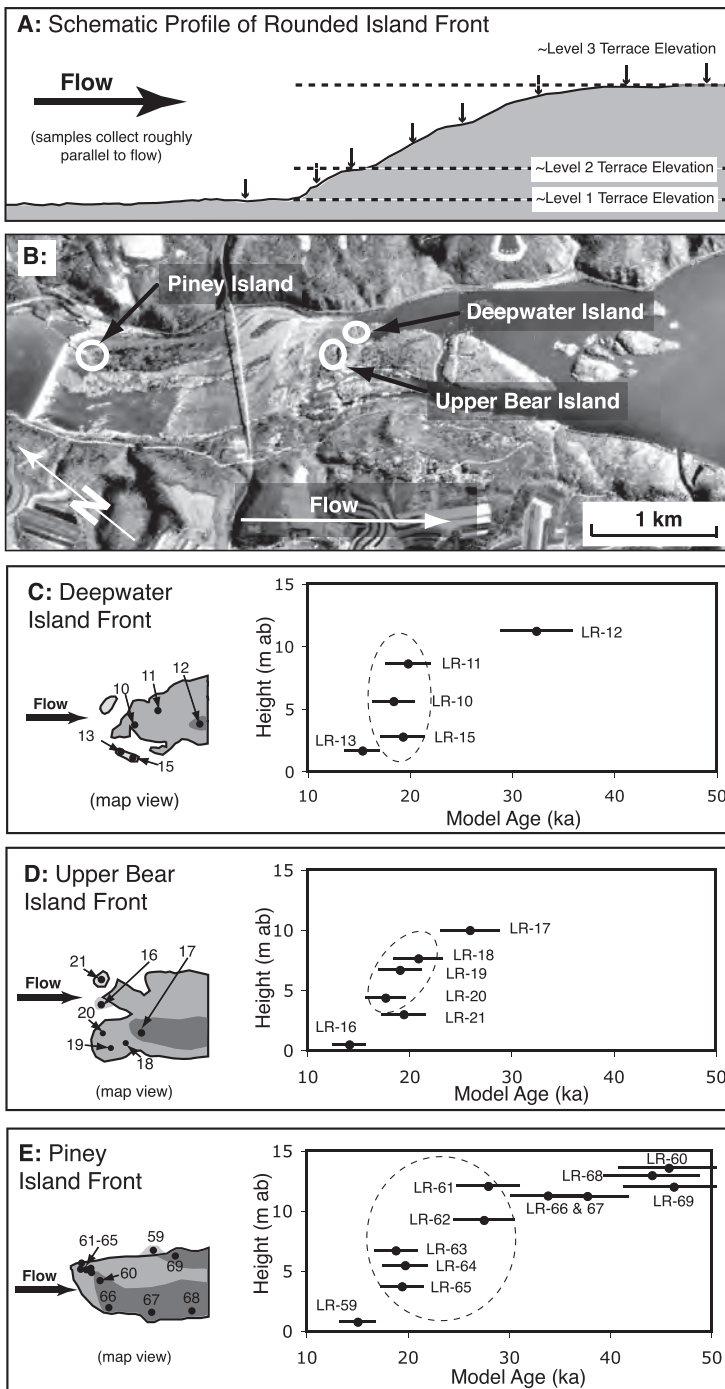 A: Schematic Profile of Rounded Island Front
~Level 3 Terrace Elevation
Flow
(samples collect roughly
parallel to flow)
~Level 2 Terrace Elevation
~Level 1 Terrace Elevation
B:
Piney Island
Deepwater Island
Upper Bear Island
N
Flow
1 km
C: Deepwater
Island Front
Flow
10
11
12
13
15
(map view)
15
10
5
0
Height (m ab)
LR-12
LR-11
LR-10
LR-15
LR-13
10
20
30
40
50
Model Age (ka)
D: Upper Bear
Island Front
21
16
17
Flow
20
19
18
(map view)
15
10
5
0
Height (m ab)
LR-17
LR-18
LR-19
LR-20
LR-21
LR-16
10
20
30
40
50
Model Age (ka)
E: Piney
Island Front
61-65
59
69
Flow
60
66
67
68
(map view)
15
10
5
0
Height (m ab)
LR-60
LR-68
LR-61
LR-69
LR-66 & 67
LR-62
LR-63
LR-64
LR-65
LR-59
10
20
30
40
50
Model Age (ka)